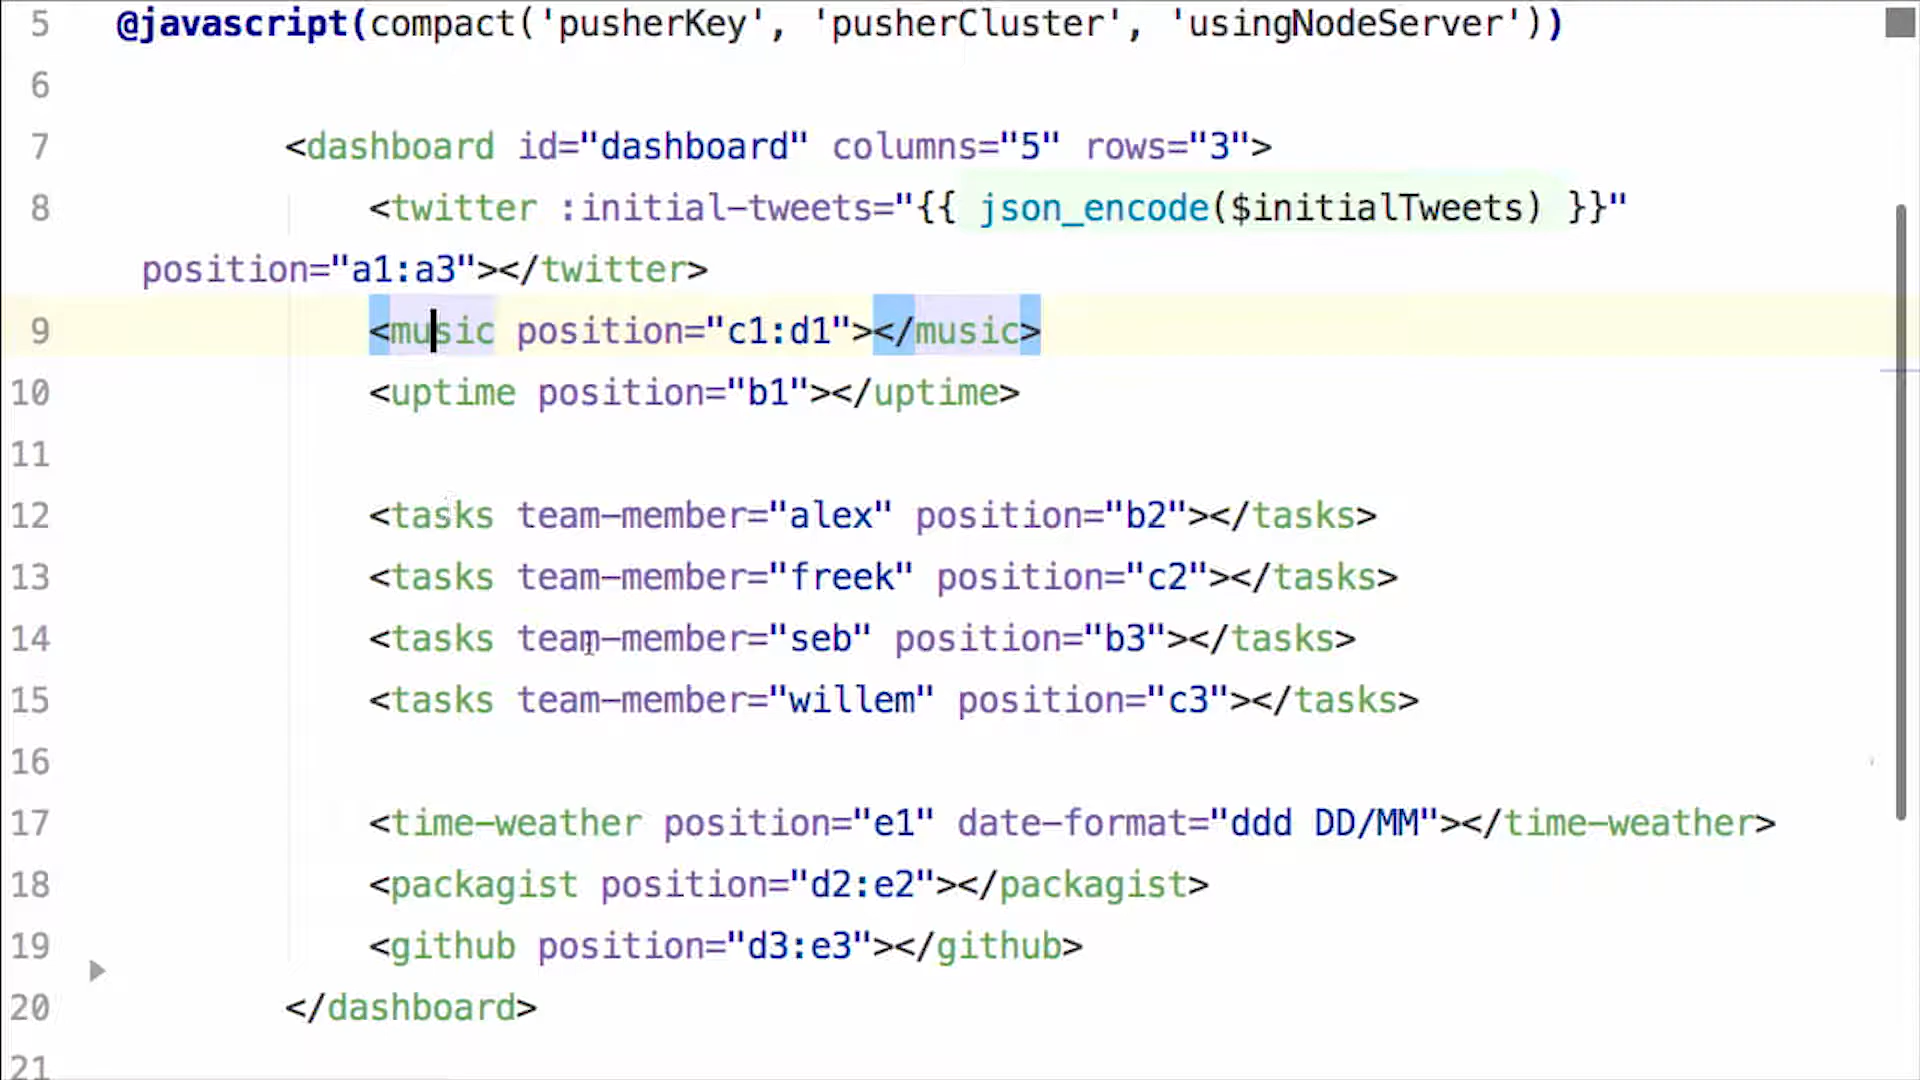 5 @javascript(compact('pusherKey', 'pusherCluster', 'usingNodeServer'))
6
7 <dashboard id="dashboard" columns="5" rows="3">
8 <twitter :initial-tweets="{{ json_encode($initialTweets) }}"
position="a1:a3"></twitter>
9 <music position="c1:d1"></music>
10 <uptime position="b1"></uptime>
11
12 <tasks team-member="alex" position="b2"></tasks>
13 <tasks team-member="freek" position="c2"></tasks>
14 <tasks team-member="seb" position="b3"></tasks>
15 <tasks team-member="willem" position="c3"></tasks>
16
17 <time-weather position="e1" date-format="ddd DD/MM"></time-weather>
18 <packagist position="d2:e2"></packagist>
19 <github position="d3:e3"></github>
20 </dashboard>
21